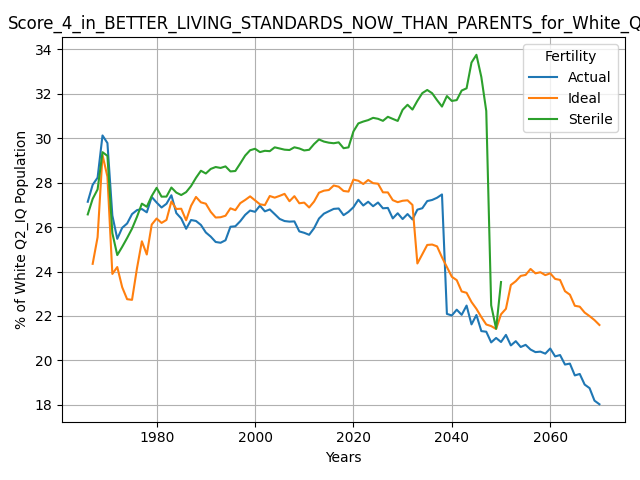 Score_4_in_BETTER_LIVING_STANDARDS_NOW_THAN_PARENTS_for_White_Q
34
32
30
28
26
24
22
20
18
% of White Q2_IQ Population
Fertility
Actual
Ideal
Sterile
1980 2000 2020 2040 2060
Years